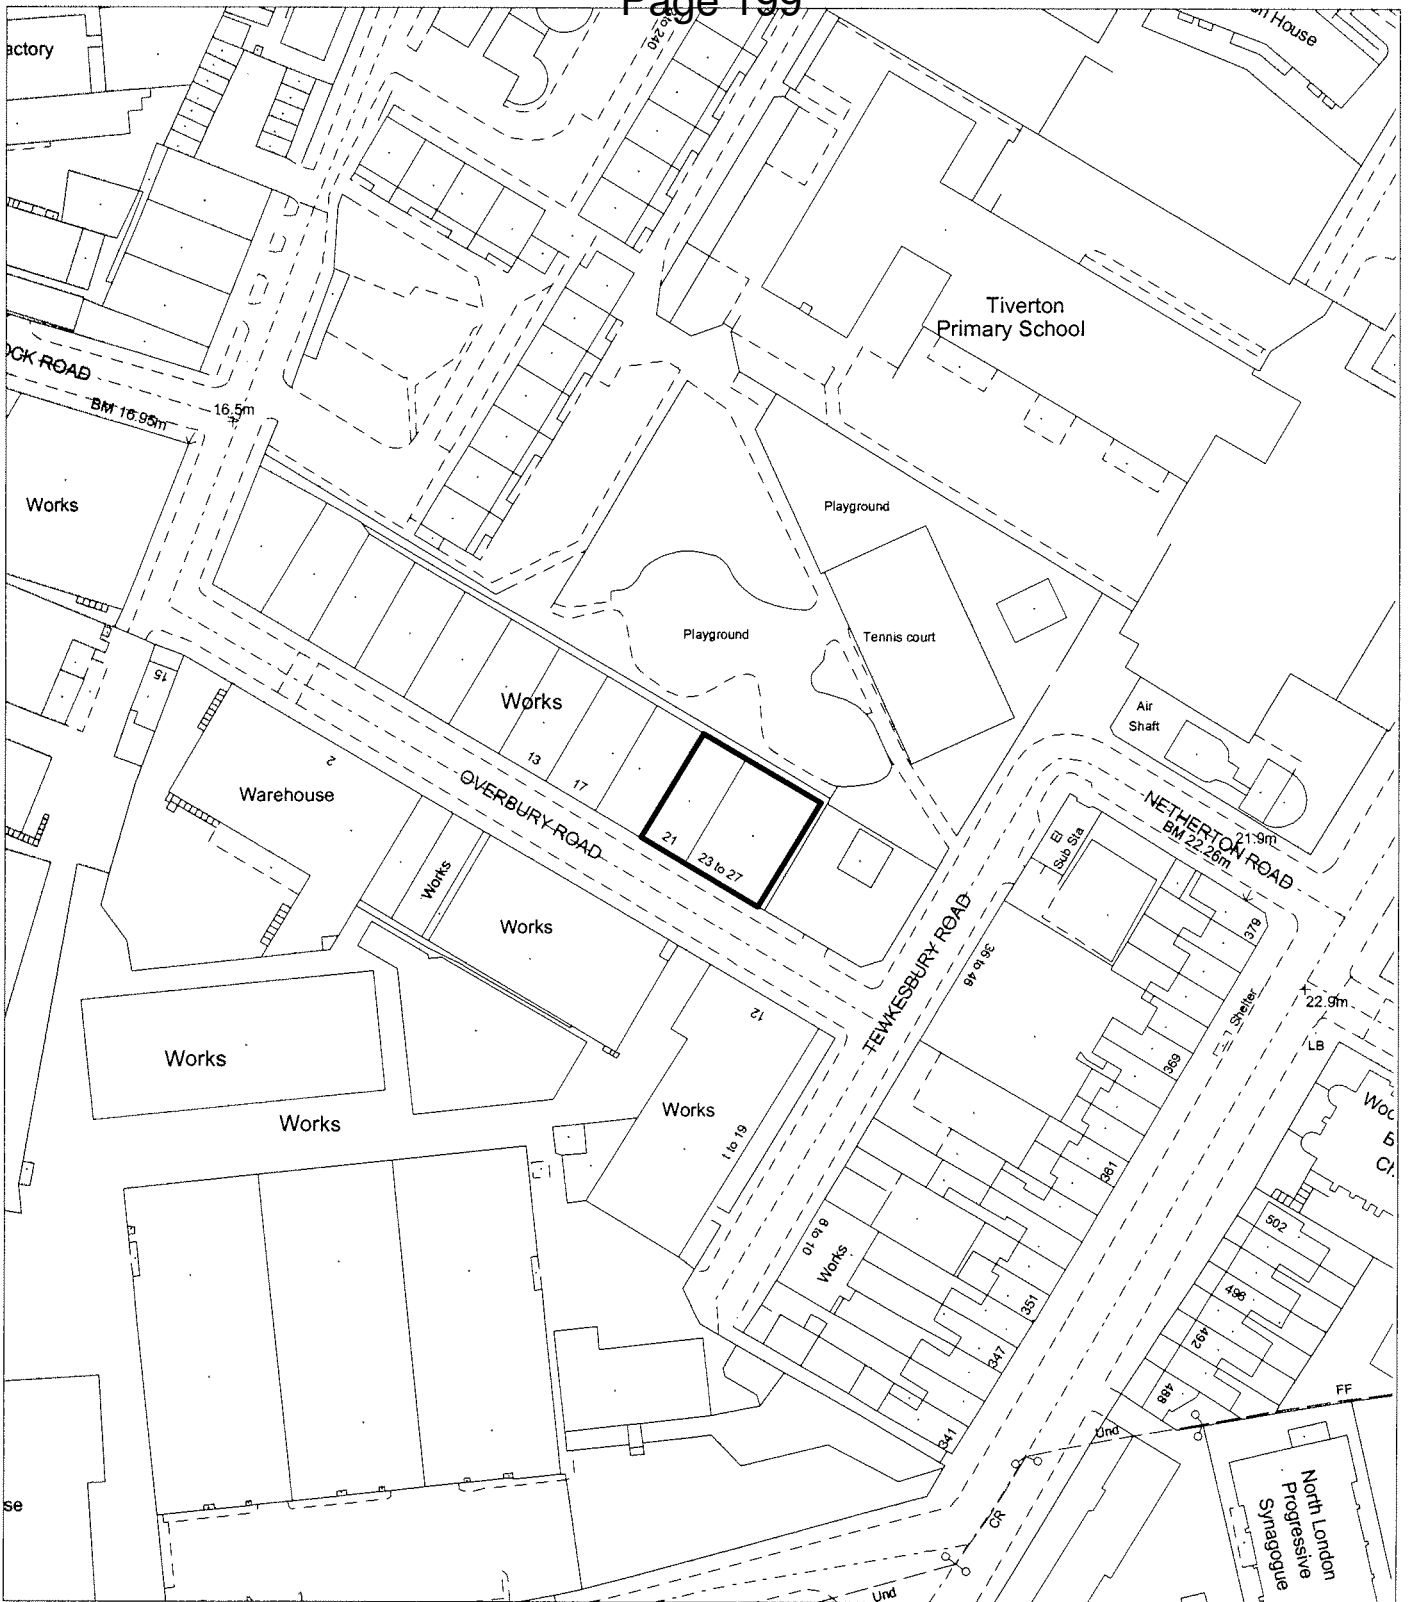 Page 199
actory
to 240
House
Tiverton
Primary School
OCK ROAD
BM 16.95m
16.5m
Works
Playground
Playground
Tennis court
Works
15
2
Warehouse
13
17
OVERBURY ROAD
21
23 to 27
Air
Shaft
El
Sub Sta
NETHERTON ROAD
BM 22.26m
21.9m
Works
Works
TEWKESBURY ROAD
36 to 46
379
Shelter
22.9m
LB
12
369
Works
Works
Works
1 to 19
361
Woo
B
Ch
6 to 10
Works
502
496
492
488
351
347
341
FF
Und
CR
Und
se
North London
Progressive
Synagogue